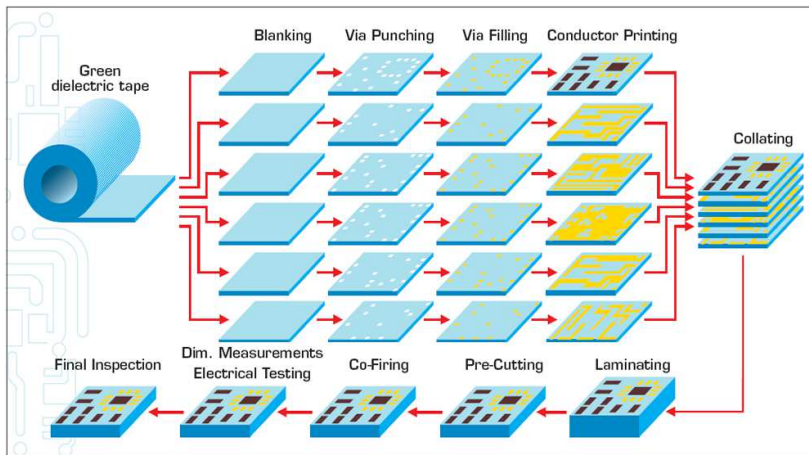 Blanking
Via Punching
Via Filling
Conductor Printing
Green
dielectric tape
Collating
Final Inspection
Dim. Measurements
Electrical Testing
Co-Firing
Pre-Cutting
Laminating